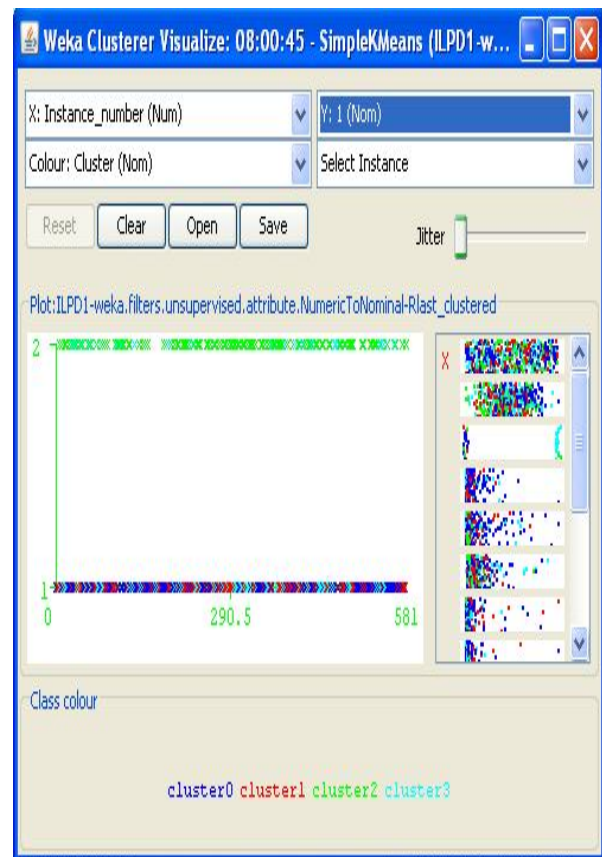 Weka Clusterer Visualize: 08:00:45 - SimpleKMeans (ILPD1-w...
X: Instance_number (Num) Y: 1 (Nom)
Colour: Cluster (Nom) Select Instance
Reset Clear Open Save Jitter
Plot:ILPD1-weka.filters.unsupervised.attribute.NumericToNominal-Rlast_clustered
2 X
1
0 290.5 581
Class colour
cluster0 cluster1 cluster2 cluster3